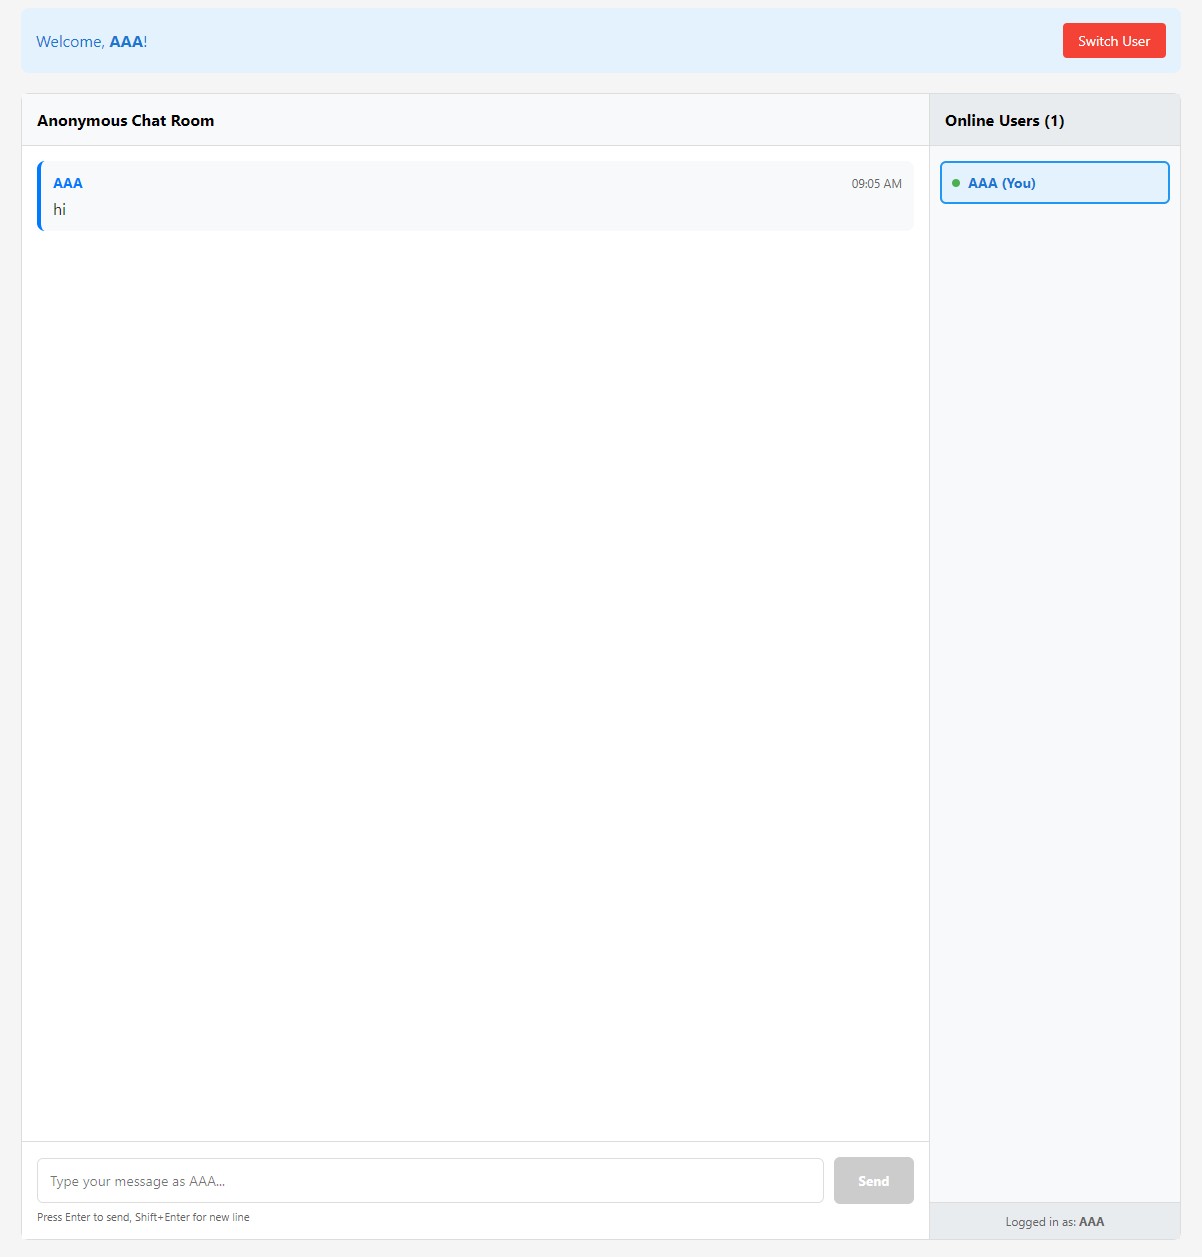 Welcome, AAA!
Switch User
Anonymous Chat Room
Online Users (1)
AAA
09:05 AM
hi
AAA (You)
Type your message as AAA...
Send
Press Enter to send, Shift+Enter for new line
Logged in as: AAA